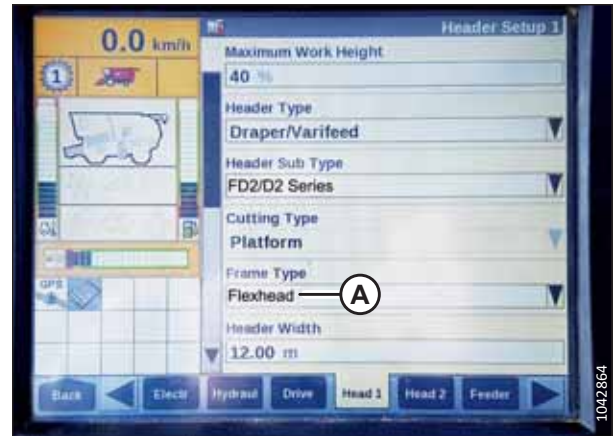 0.0 km/h
Header Setup 1
1
Maximum Work Height
40 %
Header Type
Draper/Varifeed
Header Sub Type
FD2/D2 Series
Cutting Type
Platform
Frame Type
Flexhead
A
Header Width
12.00 m
GPS
Back
Electr
Hydraul
Drive
Head 1
Head 2
Feeder
1042864